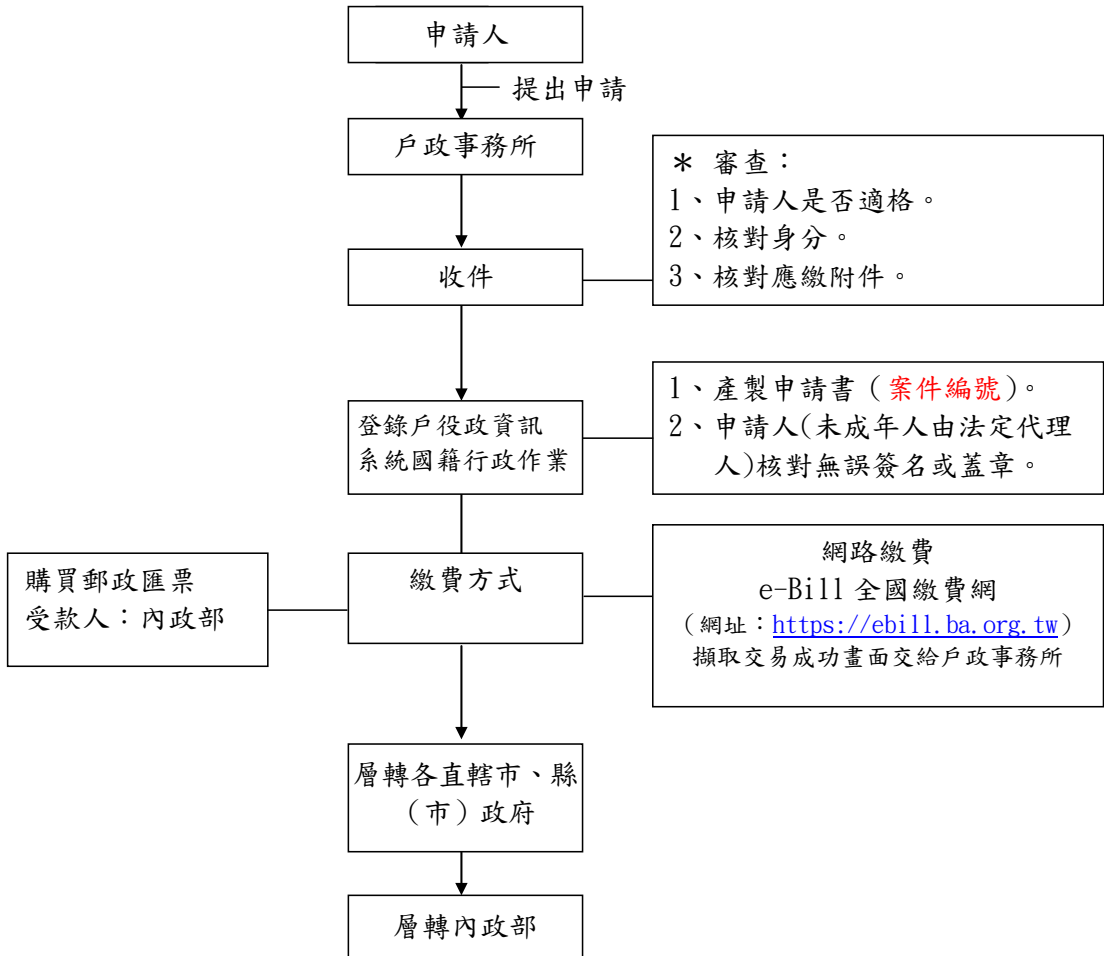 申請人
提出申請
戶政事務所
＊ 審查：
1、申請人是否適格。
2、核對身分。
3、核對應繳附件。
收件
1、產製申請書（案件編號）。
2、申請人(未成年人由法定代理
人)核對無誤簽名或蓋章。
登錄戶役政資訊
系統國籍行政作業
購買郵政匯票
受款人：內政部
繳費方式
網路繳費
e-Bill 全國繳費網
（網址：https://ebill.ba.org.tw）
擷取交易成功畫面交給戶政事務所
層轉各直轄市、縣
（市）政府
層轉內政部